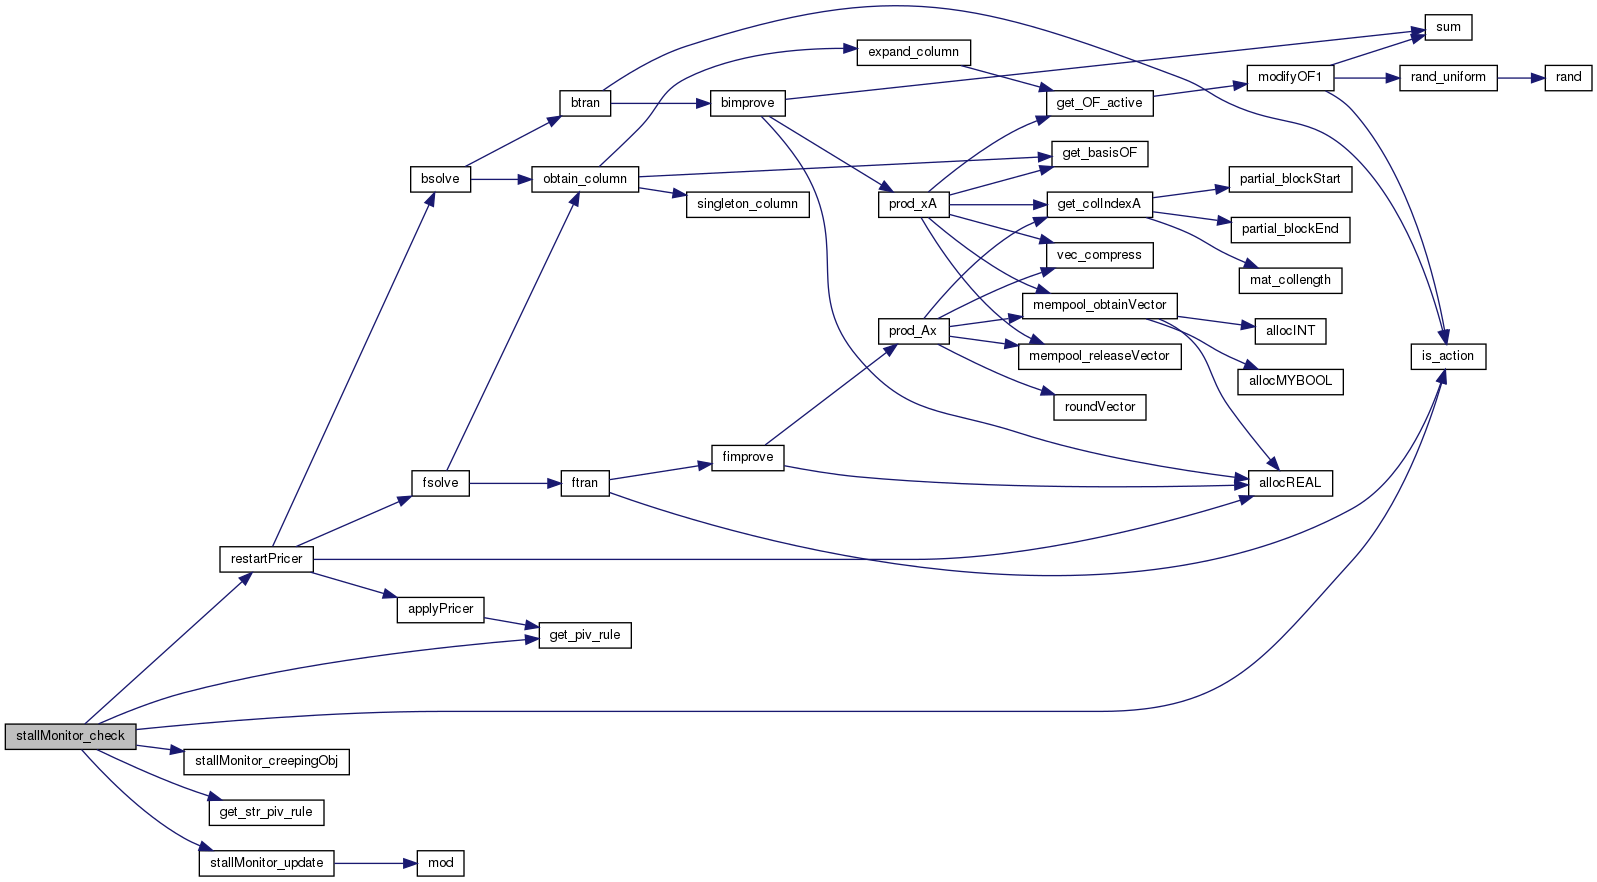 sum
expand_column
modifyOF1
rand_uniform
rand
btran
bimprove
get_OF_active
get_basisOF
bsolve
obtain_column
partial_blockStart
singleton_column
prod_xA
get_colIndexA
partial_blockEnd
vec_compress
mat_collength
mempool_obtainVector
prod_Ax
allocINT
mempool_releaseVector
is_action
allocMYBOOL
roundVector
fimprove
fsolve
ftran
allocREAL
restartPricer
applyPricer
get_piv_rule
stallMonitor_check
stallMonitor_creepingObj
get_str_piv_rule
stallMonitor_update
mod